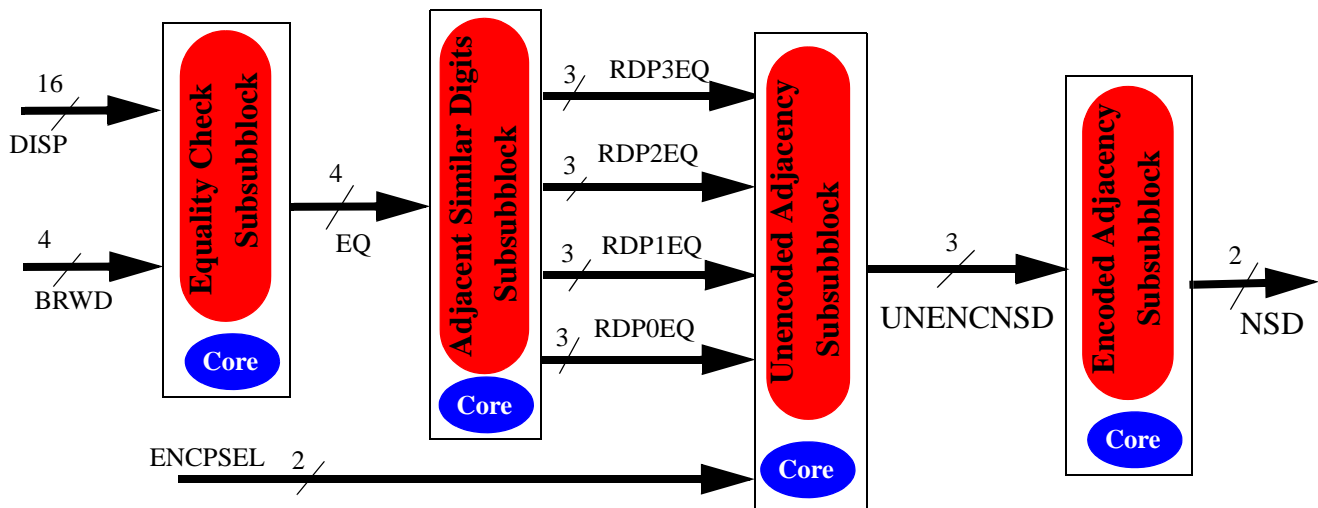 16
DISP
4
BRWD
Equality Check
Subsubblock
Core
4
EQ
Adjacent Similar Digits
Subsubblock
Core
3
RDP3EQ
3
RDP2EQ
3
RDP1EQ
3
RDP0EQ
ENCPSEL
2
Unencoded Adjacency
Subsubblock
Core
3
UNENCNSD
Encoded Adjacency
Subsubblock
Core
2
NSD